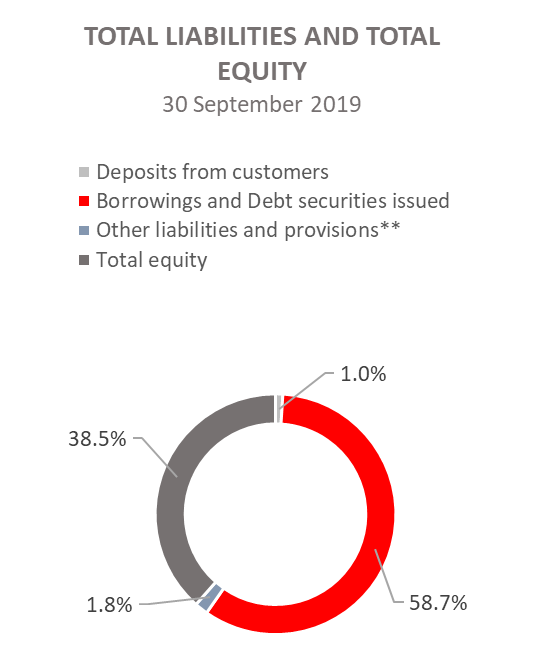 TOTAL LIABILITIES AND TOTAL
EQUITY
30 September 2019
Deposits from customers
Borrowings and Debt securities issued
Other liabilities and provisions**
Total equity
1.0%
38.5%
1.8%
58.7%